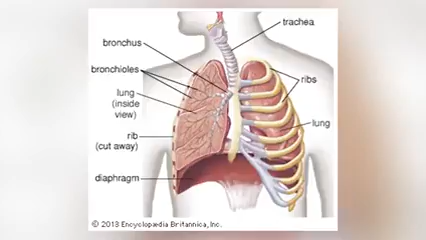 trachea
bronchus
bronchioles
ribs
lung
(inside
view)
lung
rib
(cut away)
diaphragm
© 2013 Encyclopædia Britannica, Inc.